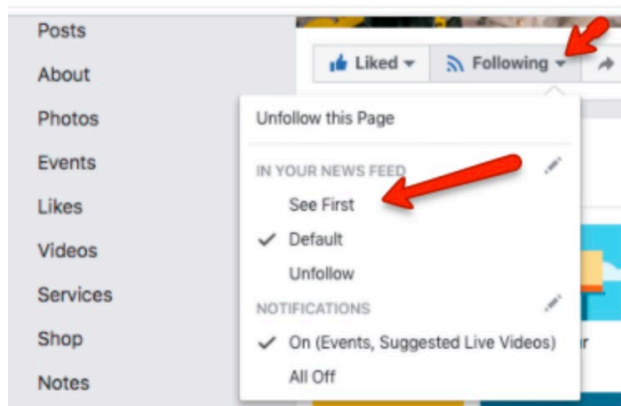 Posts
About
Photos
Events
Likes
Videos
Services
Shop
Notes
Liked
Following
Unfollow this Page
IN YOUR NEWS FEED
See First
Default
Unfollow
NOTIFICATIONS
On (Events, Suggested Live Videos)
All Off